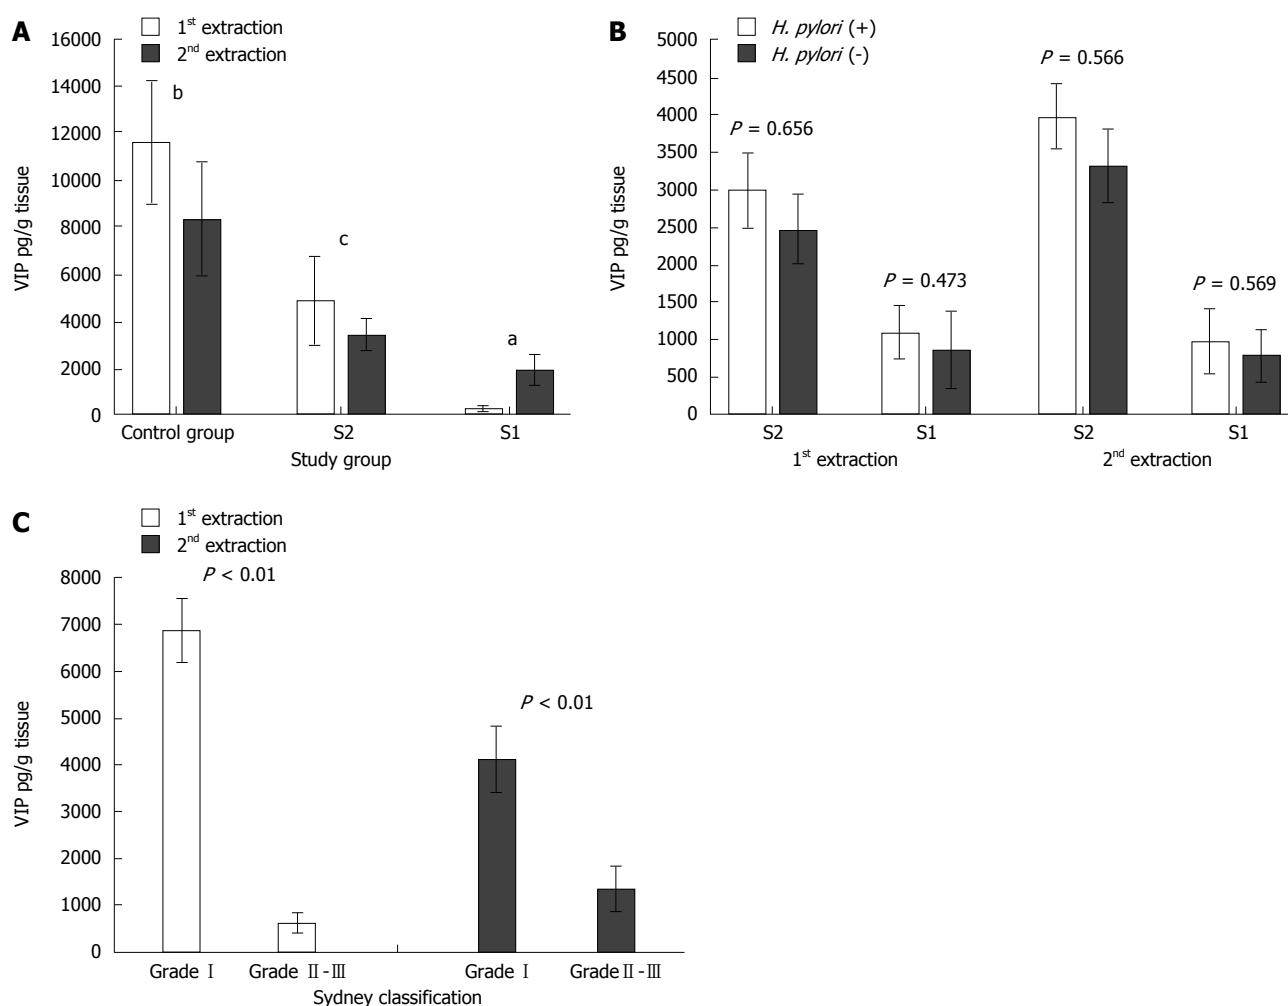 A
1st extraction
2nd extraction
16000
14000
12000
10000
8000
6000
4000
2000
0
VIP pg/g tissue
b
c
a
Control group S2 S1
Study group
B
H. pylori (+)
H. pylori (-)
5000
4500
4000
3500
3000
2500
2000
1500
1000
500
0
VIP pg/g tissue
P = 0.656
P = 0.473
P = 0.566
P = 0.569
S2 S1 S2 S1
1st extraction 2nd extraction
C
1st extraction
2nd extraction
8000
7000
6000
5000
4000
3000
2000
1000
0
VIP pg/g tissue
P < 0.01
P < 0.01
Grade Ⅰ Grade Ⅱ-Ⅲ Grade Ⅰ Grade Ⅱ-Ⅲ
Sydney classification